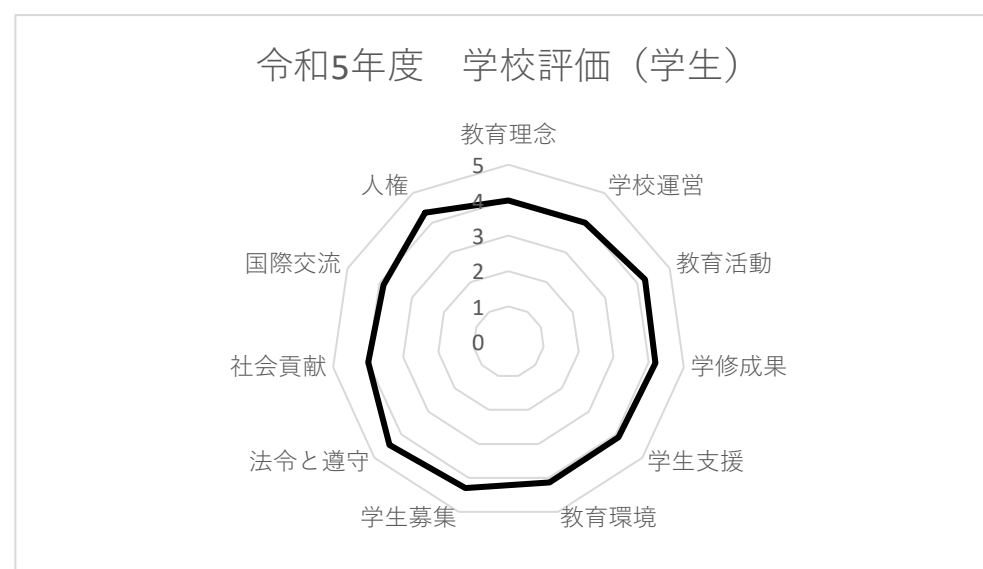 令和5年度　学校評価（学生）
教育理念
学校運営
教育活動
学修成果
学生支援
教育環境
学生募集
法令と遵守
社会貢献
国際交流
人権
5
4
3
2
1
0